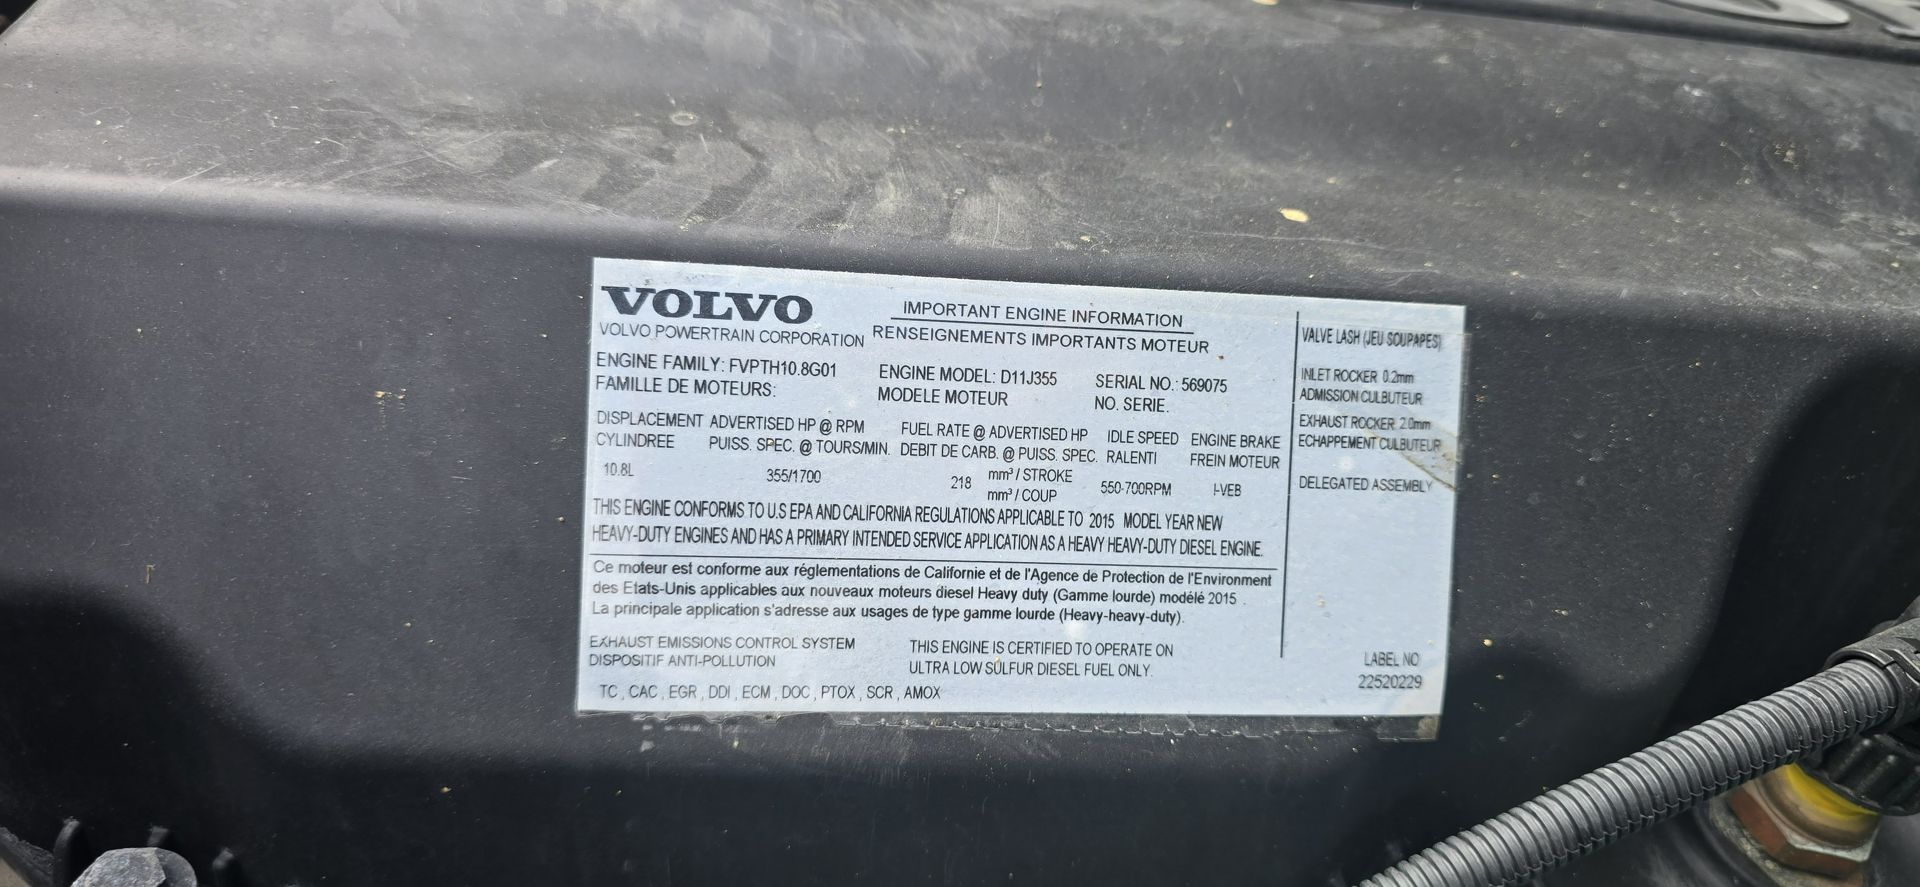 VOLVO
VOLVO POWERTRAIN CORPORATION
IMPORTANT ENGINE INFORMATION
RENSEIGNEMENTS IMPORTANTS MOTEUR
ENGINE FAMILY: FVPTH10.8G01
FAMILLE DE MOTEURS:
ENGINE MODEL: D11J355
MODELE MOTEUR
SERIAL NO.: 569075
NO. SERIE.
DISPLACEMENT
CYLINDREE
10.8L
ADVERTISED HP @ RPM
PUISS. SPEC. @ TOURS/MIN.
355/1700
FUEL RATE @ ADVERTISED HP
DEBIT DE CARB. @ PUISS. SPEC.
218
mm³ / STROKE
mm³ / COUP
IDLE SPEED
RALENTI
550-700RPM
ENGINE BRAKE
FREIN MOTEUR
I-VEB
THIS ENGINE CONFORMS TO U.S EPA AND CALIFORNIA REGULATIONS APPLICABLE TO 2015 MODEL YEAR NEW
HEAVY-DUTY ENGINES AND HAS A PRIMARY INTENDED SERVICE APPLICATION AS A HEAVY HEAVY-DUTY DIESEL ENGINE.
Ce moteur est conforme aux réglementations de Californie et de l'Agence de Protection de l'Environment
des Etats-Unis applicables aux nouveaux moteurs diesel Heavy duty (Gamme lourde) modélé 2015 .
La principale application s'adresse aux usages de type gamme lourde (Heavy-heavy-duty).
EXHAUST EMISSIONS CONTROL SYSTEM
DISPOSITIF ANTI-POLLUTION
TC , CAC , EGR , DDI , ECM , DOC , PTOX , SCR , AMOX
THIS ENGINE IS CERTIFIED TO OPERATE ON
ULTRA LOW SULFUR DIESEL FUEL ONLY.
VALVE LASH (JEU SOUPAPES)
INLET ROCKER 0.2mm
ADMISSION CULBUTEUR
EXHAUST ROCKER 2.0mm
ECHAPPEMENT CULBUTEUR
DELEGATED ASSEMBLY
LABEL NO
22520229